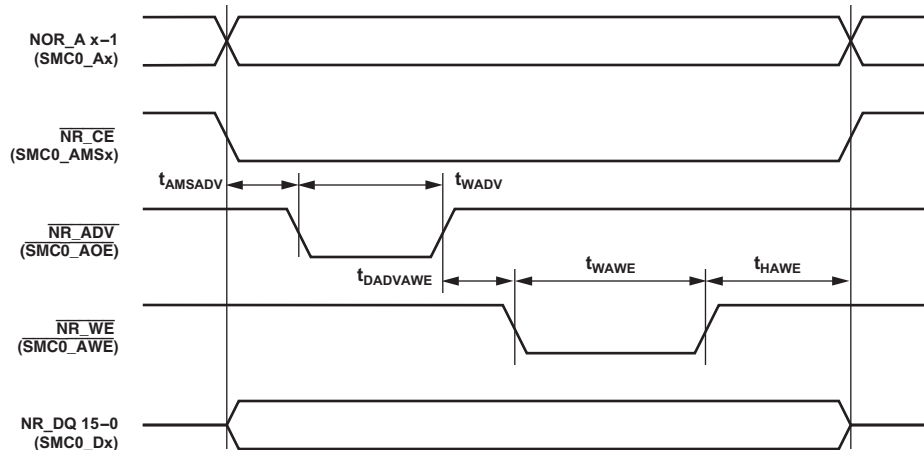 NOR_A x–1
(SMC0_Ax)
NR_CE
(SMC0_AMSx)
tAMSADV
tWADV
NR_ADV
(SMC0_AOE)
tDADVAWE
tWAWE
tHAWE
NR_WE
(SMC0_AWE)
NR_DQ 15–0
(SMC0_Dx)